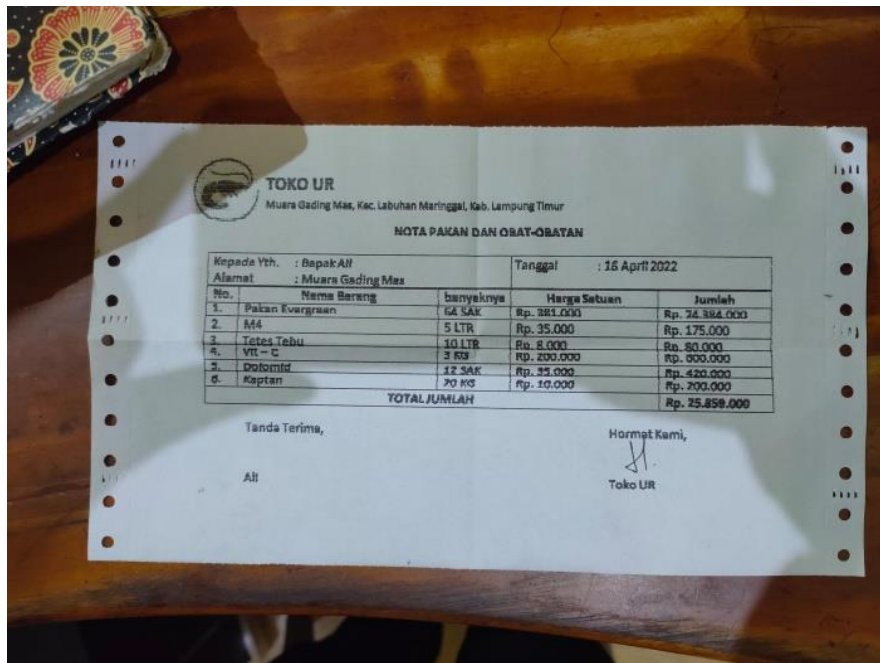 TOKO UR
Muara Gading Mas, Kec. Labuhan Maringgai, Kab. Lampung Timur
NOTA PAKAN DAN OBAT-OBATAN
Kepada Yth. : Bapak Ali Tanggal : 16 April 2022
Alamat : Muara Gading Mas
No. Nama Barang banyaknya Harga Satuan Jumlah
1. Pakan Evergreen 64 SAK Rp. 381.000 Rp. 24.384.000
2. M4 5 LTR Rp. 35.000 Rp. 175.000
3. Tetes Tebu 10 LTR Rp. 8.000 Rp. 80.000
4. Vit – C 3 KG Rp. 200.000 Rp. 600.000
5. Dolomid 12 SAK Rp. 35.000 Rp. 420.000
6. Kaptan 20 KG Rp. 10.000 Rp. 200.000
TOTAL JUMLAH Rp. 25.859.000
Tanda Terima, Hormat Kami,
Ali Toko UR